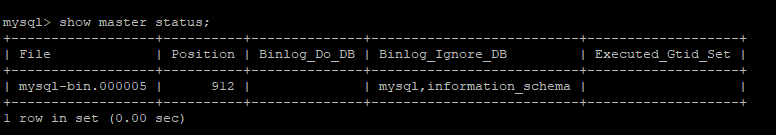 mysql> show master status;
+------------------+----------+--------------+--------------------------+-------------------+
| File             | Position | Binlog_Do_DB | Binlog_Ignore_DB         | Executed_Gtid_Set |
+------------------+----------+--------------+--------------------------+-------------------+
| mysql-bin.000005 |      912 |              | mysql,information_schema |                   |
+------------------+----------+--------------+--------------------------+-------------------+
1 row in set (0.00 sec)